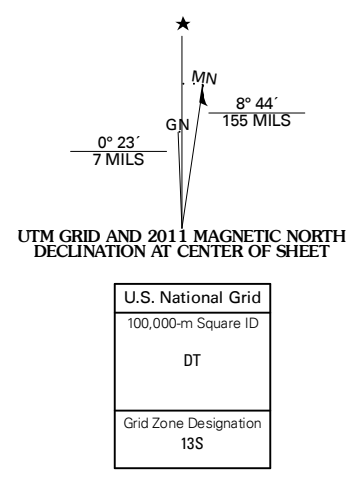 ★
MN
8° 44´
155 MILS
GN
0° 23´
7 MILS
UTM GRID AND 2011 MAGNETIC NORTH
DECLINATION AT CENTER OF SHEET
U.S. National Grid
100,000-m Square ID
DT
Grid Zone Designation
13S